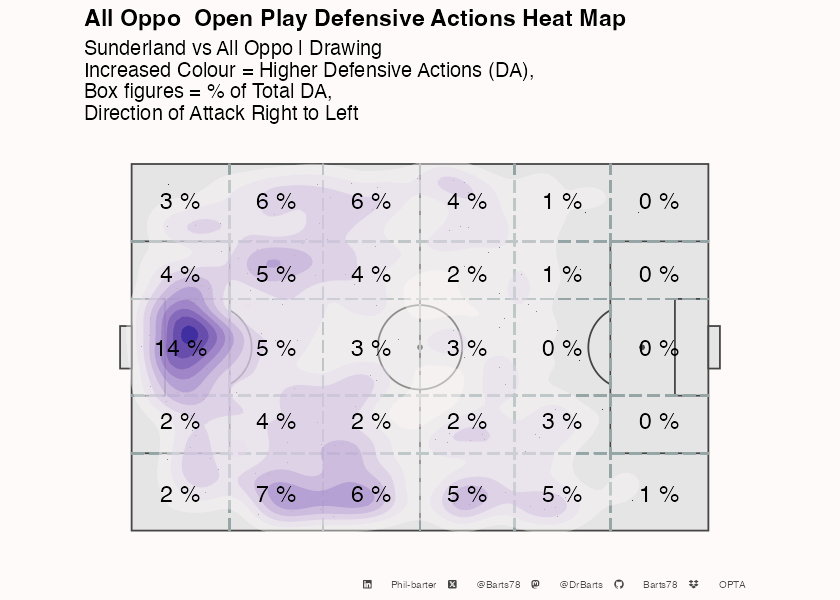 All Oppo  Open Play Defensive Actions Heat Map
Sunderland vs All Oppo I Drawing
Increased Colour = Higher Defensive Actions (DA),
Box figures = % of Total DA,
Direction of Attack Right to Left
3 % 6 % 6 % 4 % 1 % 0 %
4 % 5 % 4 % 2 % 1 % 0 %
14 % 5 % 3 % 3 % 0 % 0 %
2 % 4 % 2 % 2 % 3 % 0 %
2 % 7 % 6 % 5 % 5 % 1 %
Phil-barter @Barts78 @DrBarts Barts78 OPTA